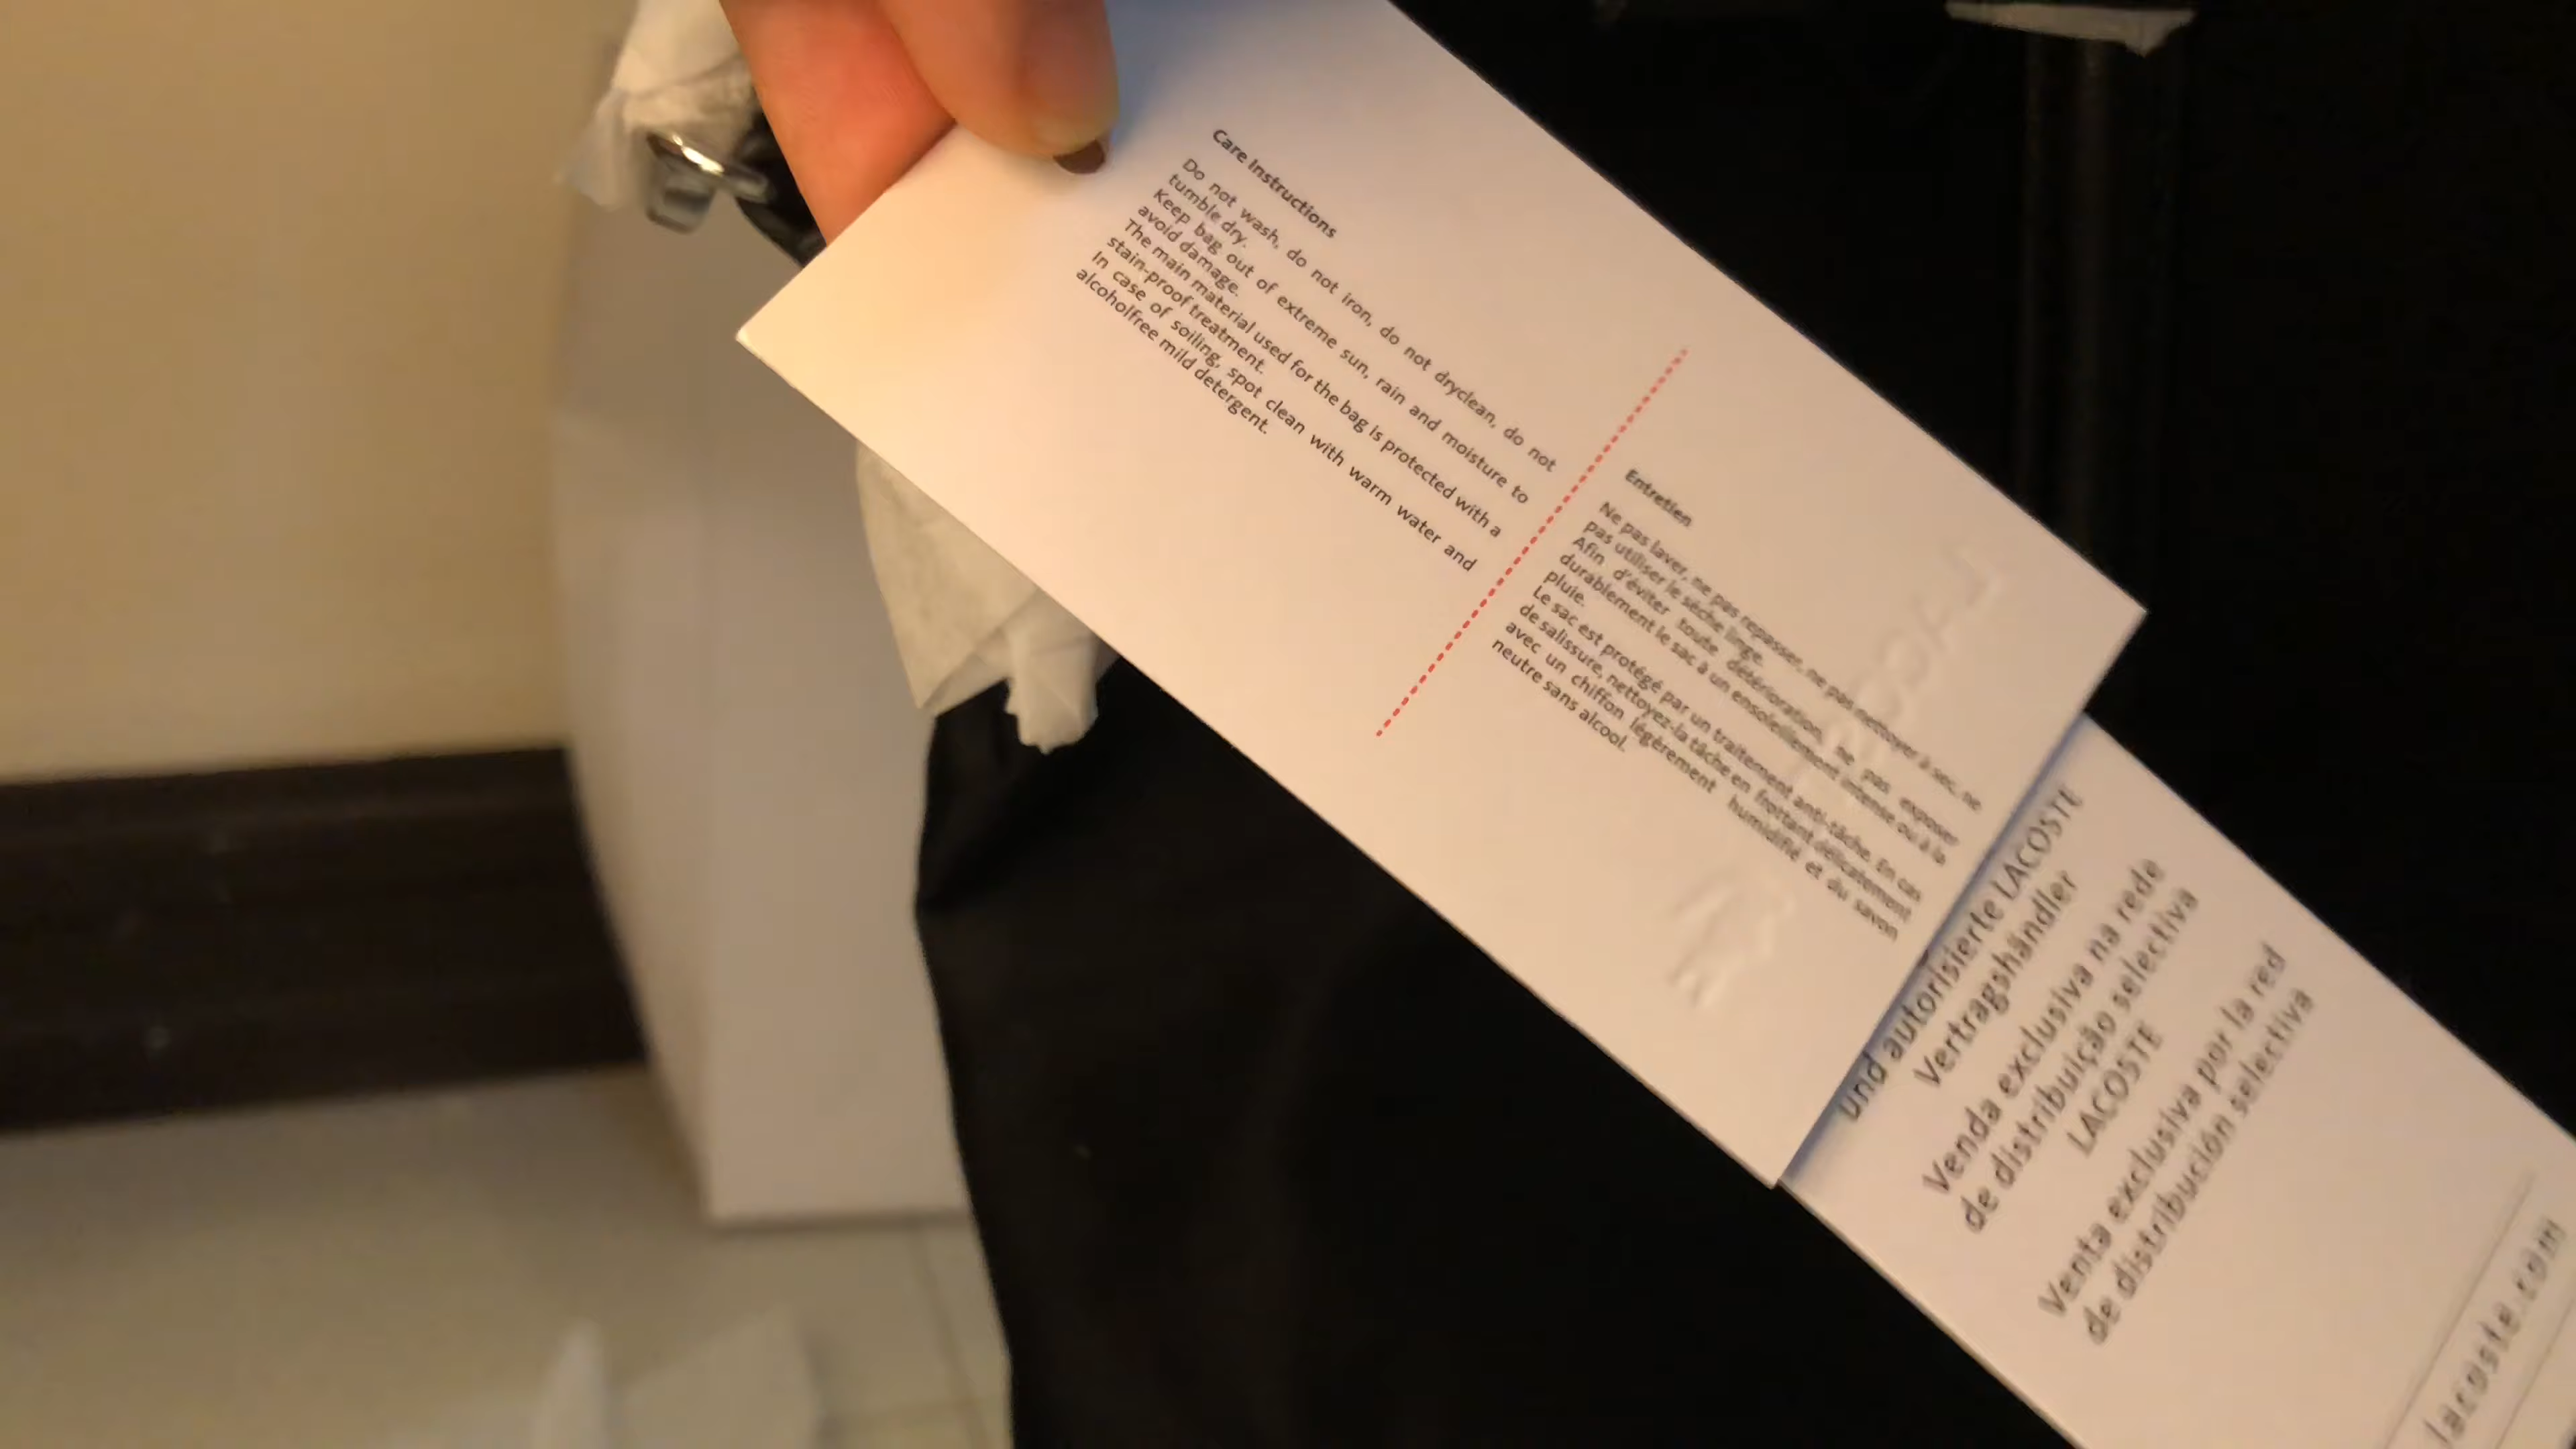 Care Instructions
Do not wash, do not iron, do not dryclean, do not
tumble dry.
Keep bag out of extreme sun, rain and moisture to
avoid damage.
The main material used for the bag is protected with a
stain-proof treatment.
In case of soiling, spot clean with warm water and
alcoholfree mild detergent.
Entretien
Ne pas laver, ne pas repasser, ne pas nettoyer à sec, ne
pas utiliser le sèche linge.
Afin d'éviter toute détérioration, ne pas exposer
durablement le sac à un ensoleillement intense ou à la
pluie.
Le sac est protégé par un traitement anti-tâche. En cas
de salissure, nettoyez-la tâche en frottant délicatement
avec un chiffon légèrement humidifié et du savon
neutre sans alcool.
LACOSTE
und autorisierte LACOSTE
Vertragshändler
Venda exclusiva na rede
de distribuição selectiva
LACOSTE
Venta exclusiva por la red
de distribución selectiva
lacoste.com